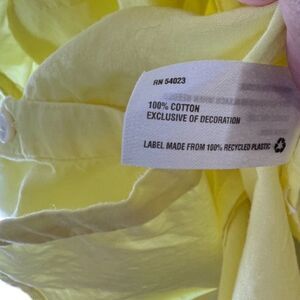 RN 54023
100% COTTON
EXCLUSIVE OF DECORATION
LABEL MADE FROM 100% RECYCLED PLASTIC